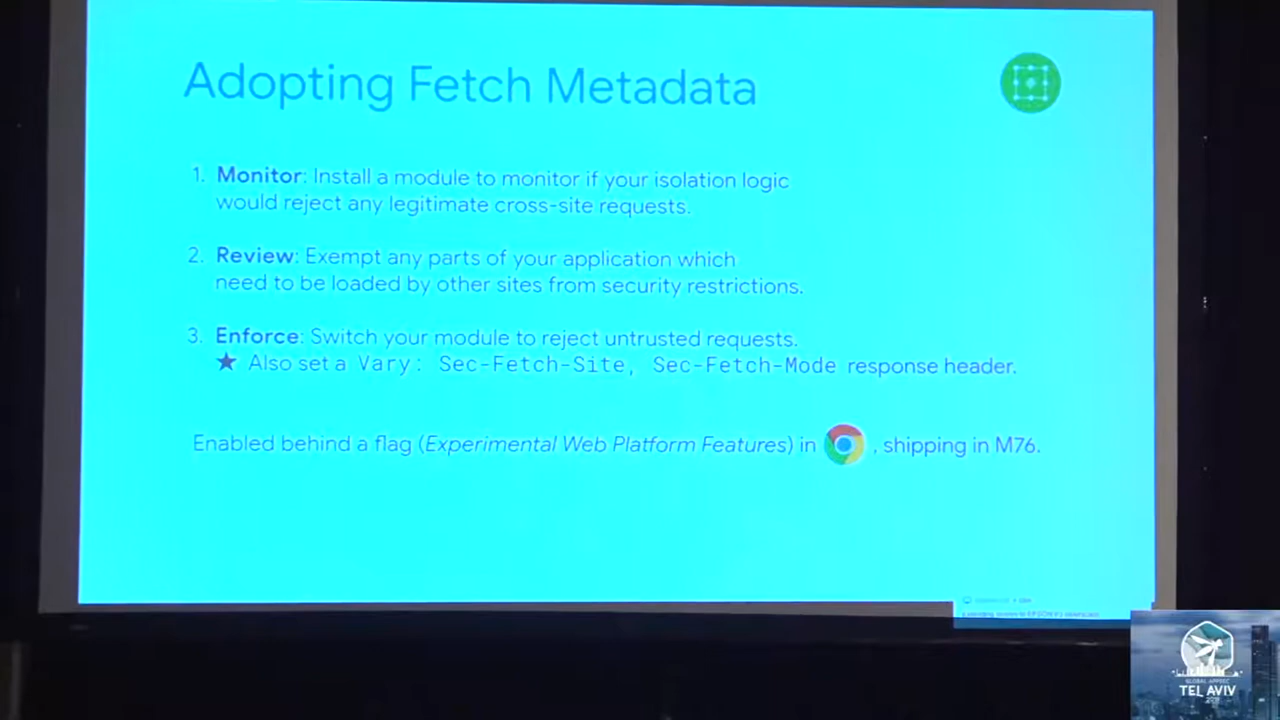 Adopting Fetch Metadata
1. Monitor: Install a module to monitor if your isolation logic
would reject any legitimate cross-site requests.
2. Review: Exempt any parts of your application which
need to be loaded by other sites from security restrictions.
3. Enforce: Switch your module to reject untrusted requests.
★ Also set a Vary: Sec-Fetch-Site, Sec-Fetch-Mode response header.
Enabled behind a flag (Experimental Web Platform Features) in , shipping in M76.
GLOBAL APPSEC
TEL AVIV